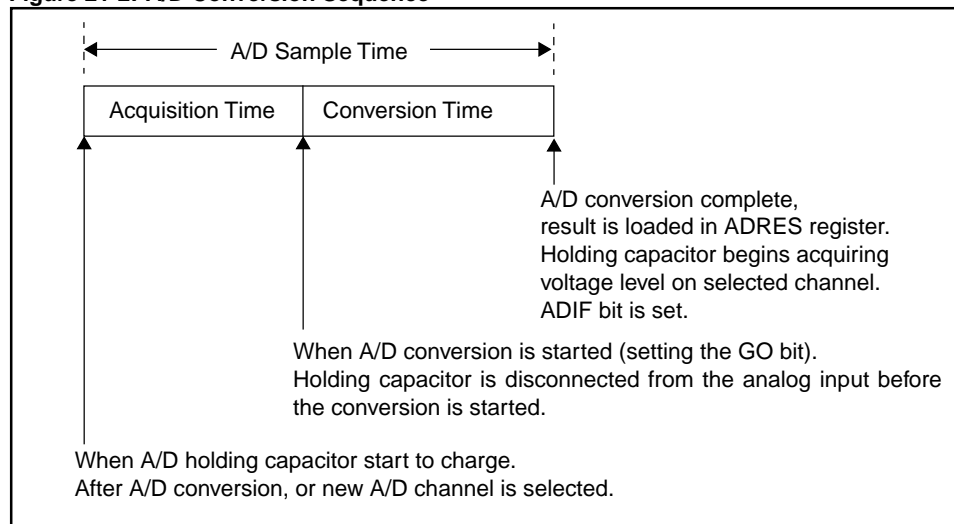 A/D Sample Time
Acquisition Time
Conversion Time
A/D conversion complete,
result is loaded in ADRES register.
Holding capacitor begins acquiring
voltage level on selected channel.
ADIF bit is set.
When A/D conversion is started (setting the GO bit).
Holding capacitor is disconnected from the analog input before
the conversion is started.
When A/D holding capacitor start to charge.
After A/D conversion, or new A/D channel is selected.